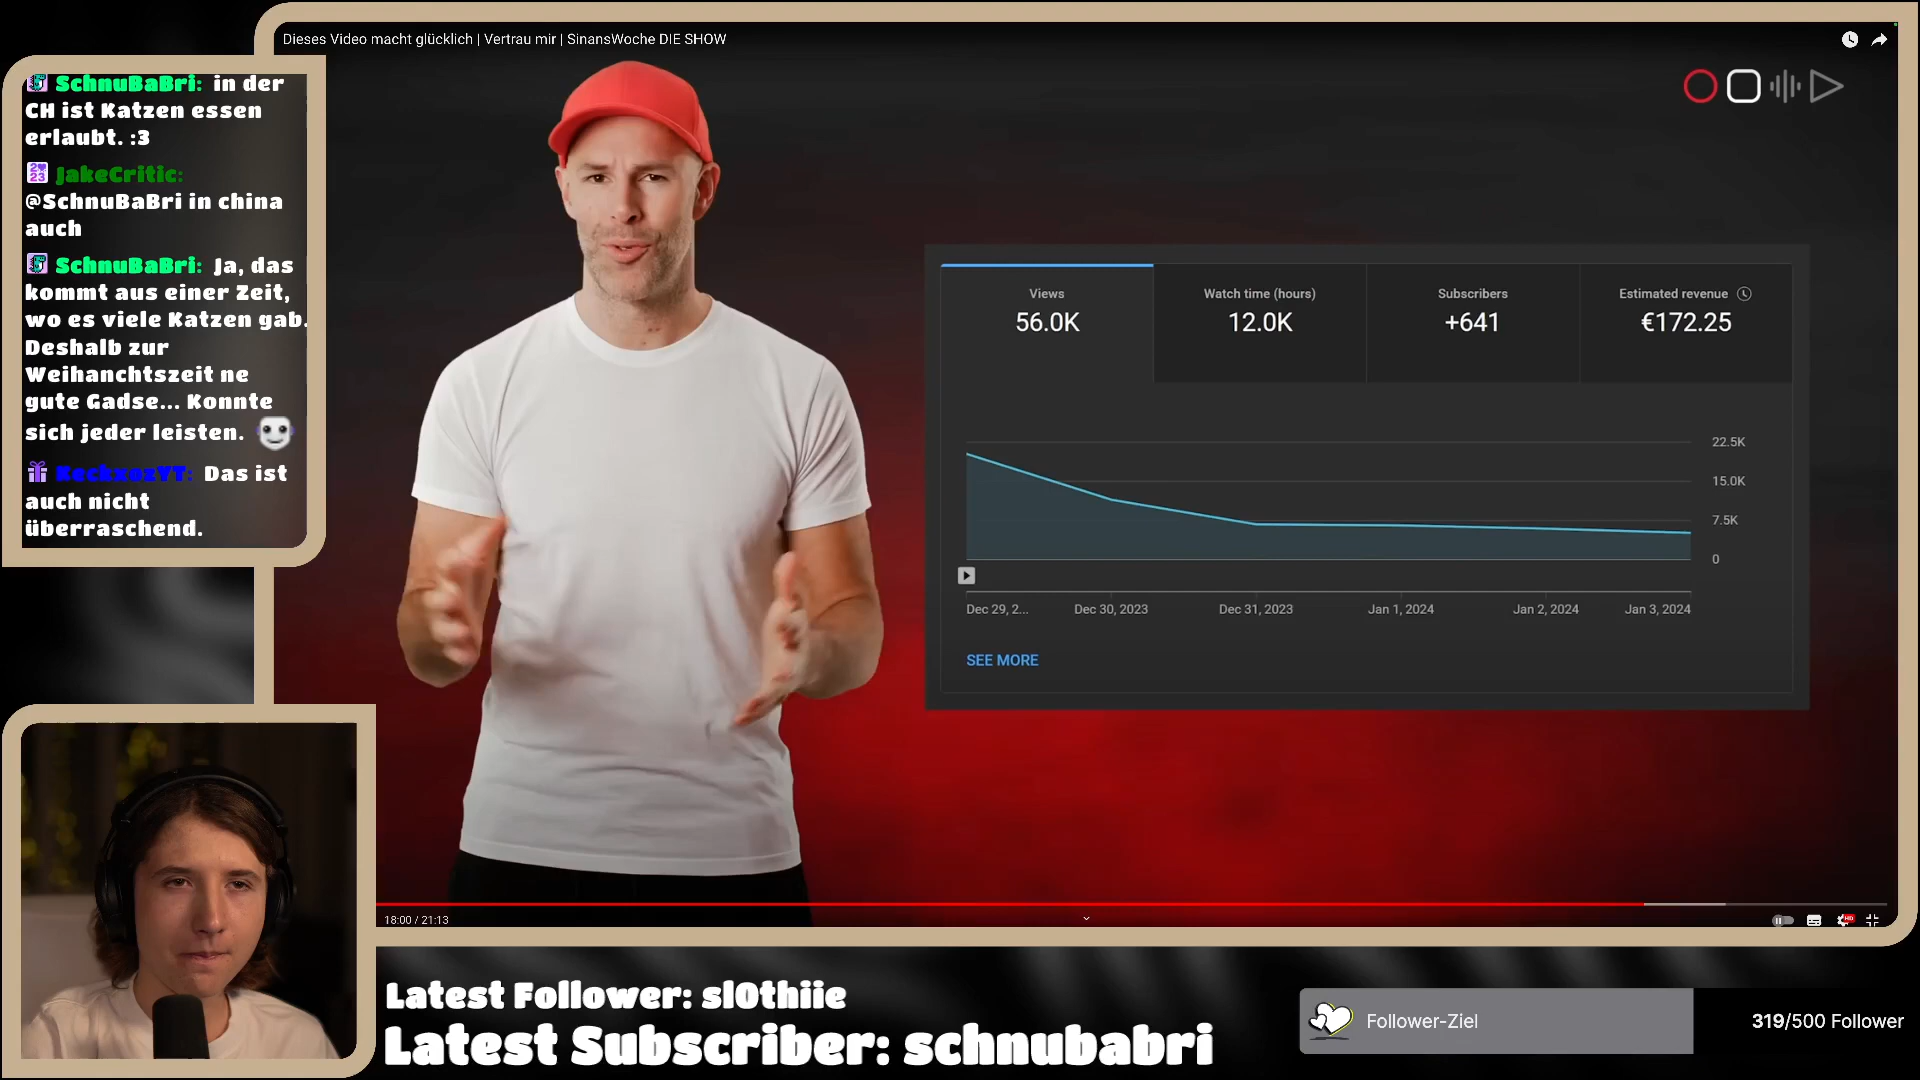 Dieses Video macht glücklich | Vertrau mir | SinansWoche DIE SHOW
SchnuBaBri: in der
CH ist Katzen essen
erlaubt. :3
JakeCritic:
@SchnuBaBri in china
auch
SchnuBaBri: Ja, das
kommt aus einer Zeit,
wo es viele Katzen gab.
Deshalb zur
Weihanchtszeit ne
gute Gadse... Konnte
sich jeder leisten.
KeckxozYT: Das ist
auch nicht
überraschend.
Views
56.0K
Watch time (hours)
12.0K
Subscribers
+641
Estimated revenue
€172.25
22.5K
15.0K
7.5K
0
Dec 29, 2... Dec 30, 2023 Dec 31, 2023 Jan 1, 2024 Jan 2, 2024 Jan 3, 2024
SEE MORE
18:00 / 21:13
HD
Latest Follower: sl0thiie
Latest Subscriber: schnubabri
Follower-Ziel
319/500 Follower